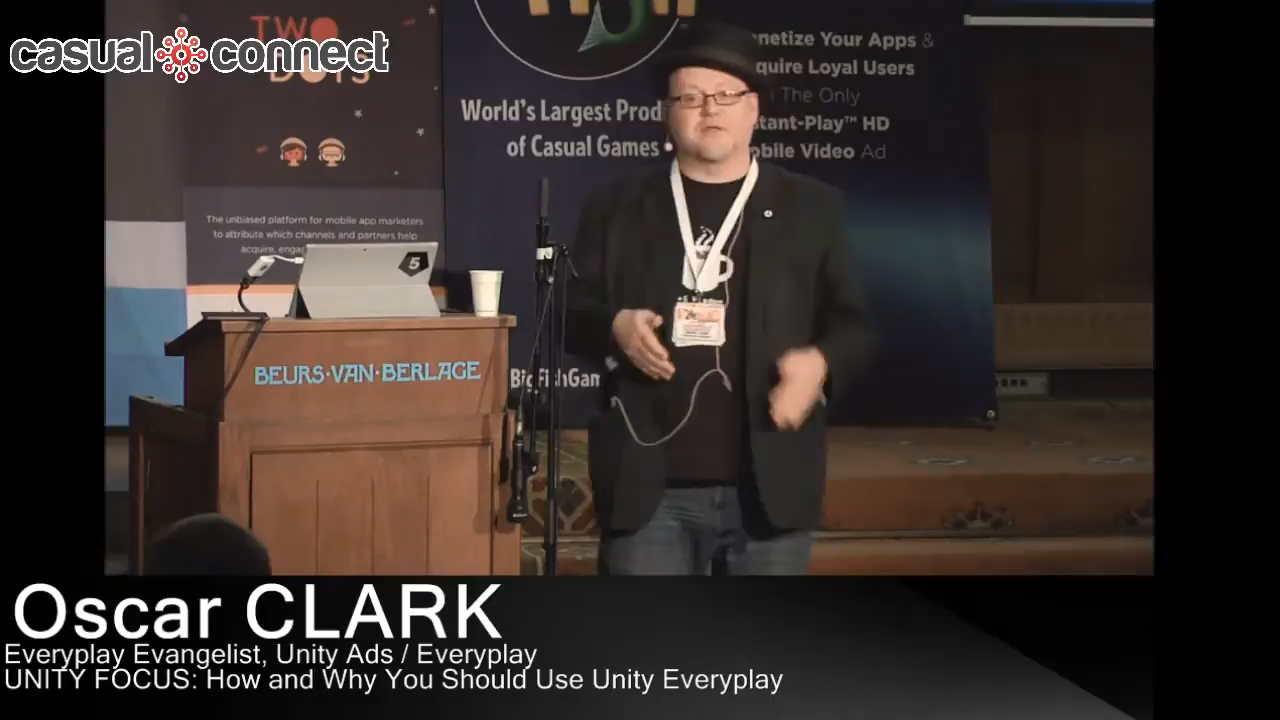 casual connect
TWO
DOTS
World's Largest Prod
of Casual Games
netize Your Apps &
quire Loyal Users
The Only
stant-Play™ HD
bile Video Ad
The unbiased platform for mobile app marketers
to attribute which channels and partners help
acquire,
5
BEURS·VAN·BERLAGE
BigFishGam
Oscar CLARK
Everyplay Evangelist, Unity Ads / Everyplay
UNITY FOCUS: How and Why You Should Use Unity Everyplay